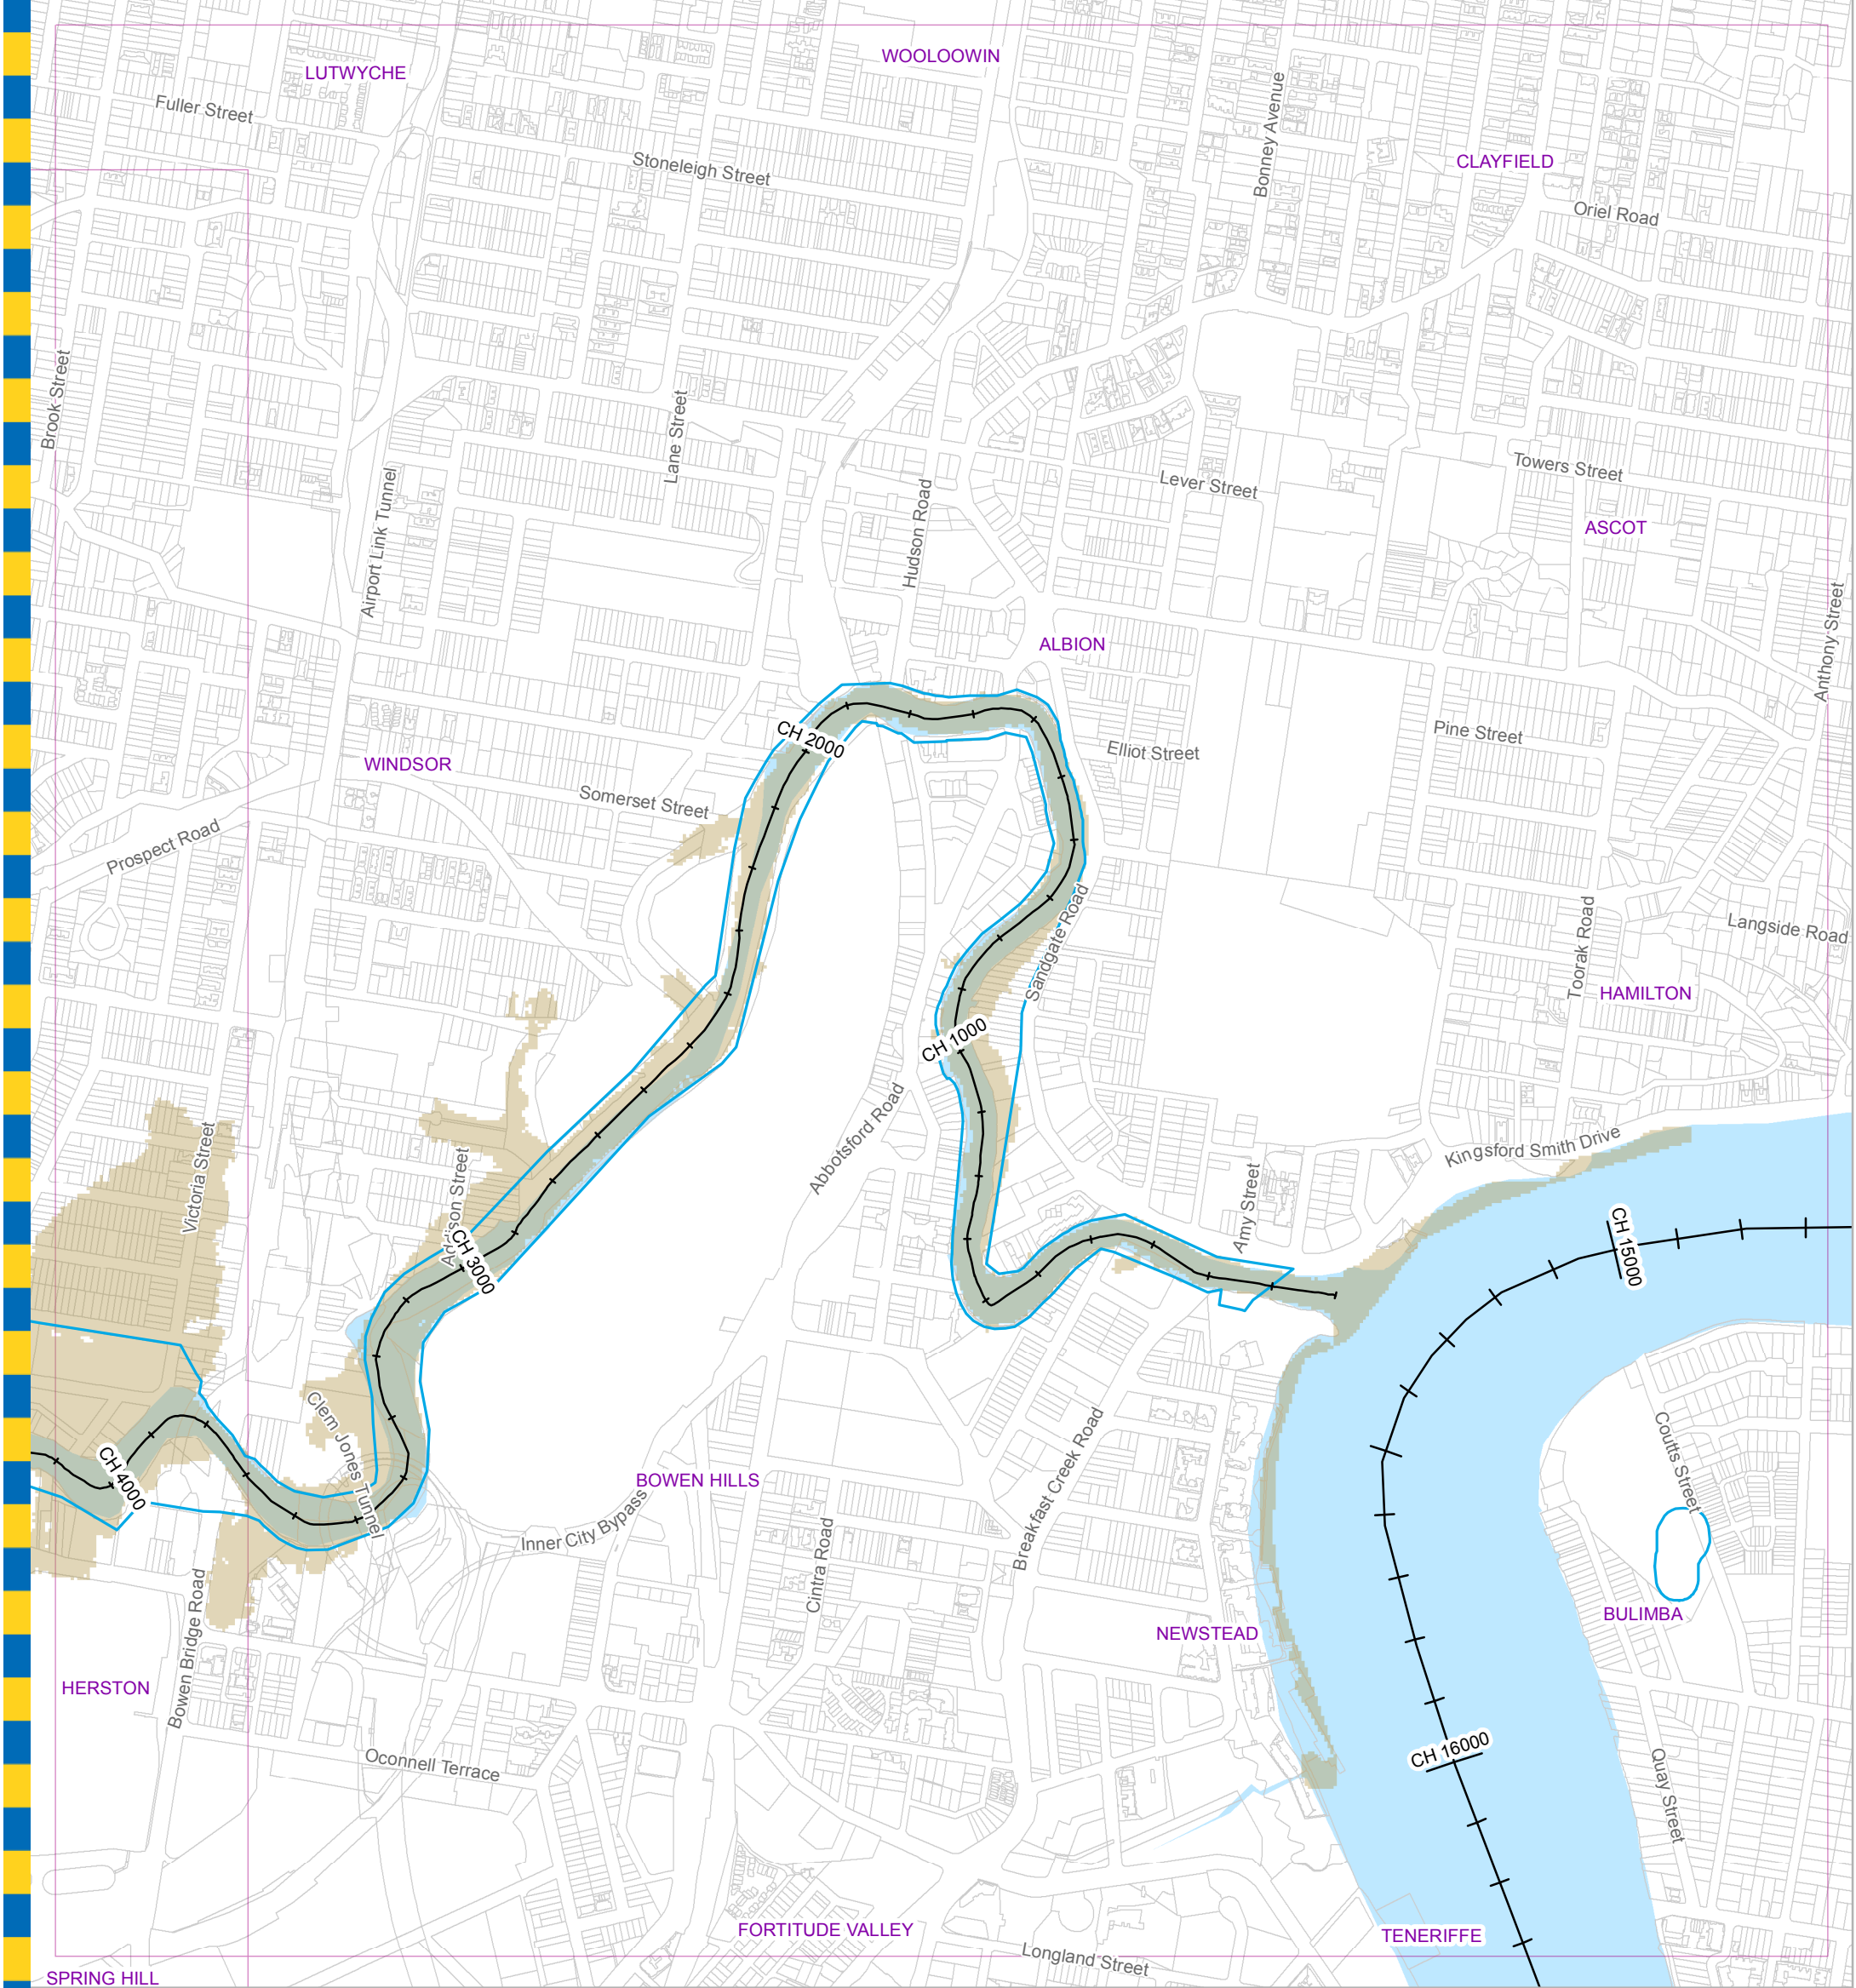 WOOLOOWIN
LUTWYCHE
Fuller Street
Bonney Avenue
Stoneleigh Street
CLAYFIELD
Oriel Road
Brook Street
Lane Street
Towers Street
Lever Street
Hudson Road
Airport Link Tunnel
ASCOT
Anthony Street
ALBION
CH 2000
Elliot Street
Pine Street
WINDSOR
Somerset Street
Prospect Road
Sandgate Road
Toorak Road
Langside Road
HAMILTON
CH 1000
Abbotsford Road
Kingsford Smith Drive
Victoria Street
Addison Street
Amy Street
CH 3000
CH 15000
Clem Jones Tunnel
Coutts Street
CH 4000
BOWEN HILLS
Breakfast Creek Road
Inner City Bypass
Cintra Road
Bowen Bridge Road
BULIMBA
NEWSTEAD
HERSTON
CH 16000
Oconnell Terrace
Quay Street
FORTITUDE VALLEY
TENERIFFE
Longland Street
SPRING HILL